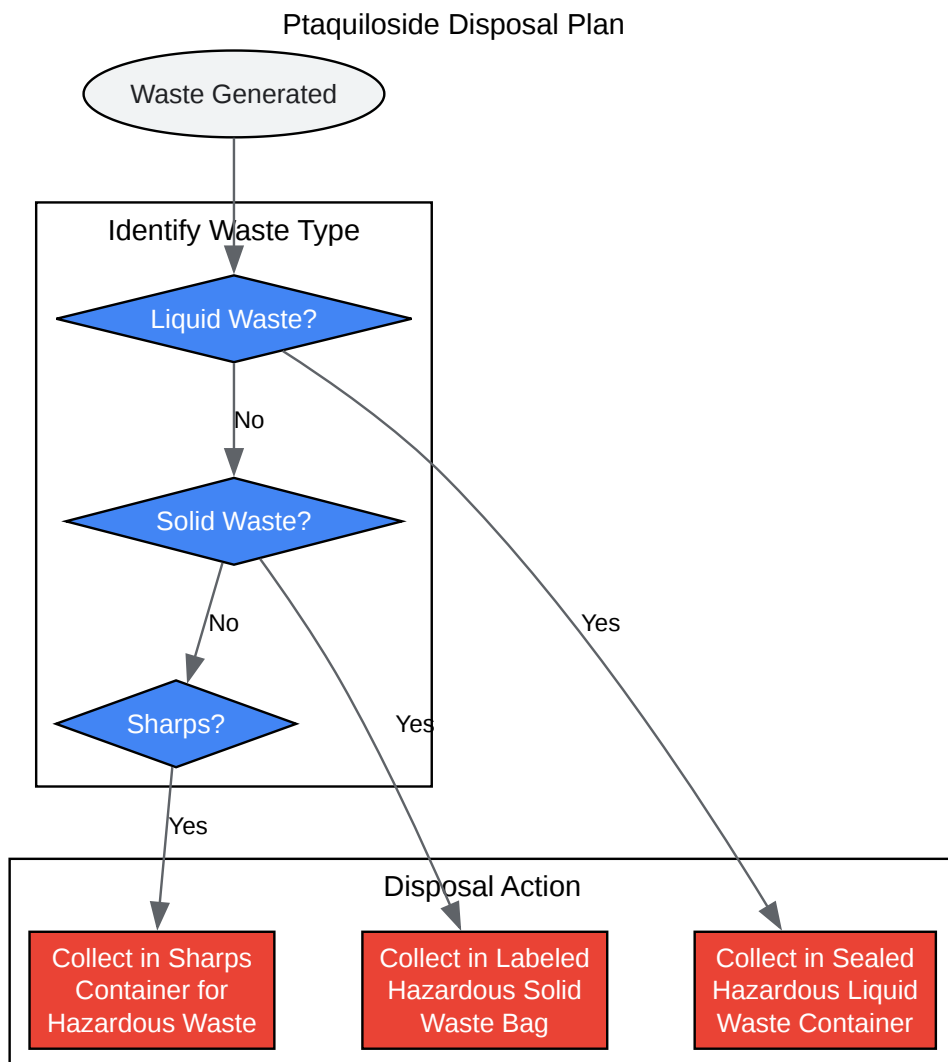 Ptaquiloside Disposal Plan
Waste Generated
Identify Waste Type
Liquid Waste?
No
Solid Waste?
No
Yes
Sharps?
Yes
Yes
Disposal Action
Collect in Sharps
Container for
Hazardous Waste
Collect in Labeled
Hazardous Solid
Waste Bag
Collect in Sealed
Hazardous Liquid
Waste Container